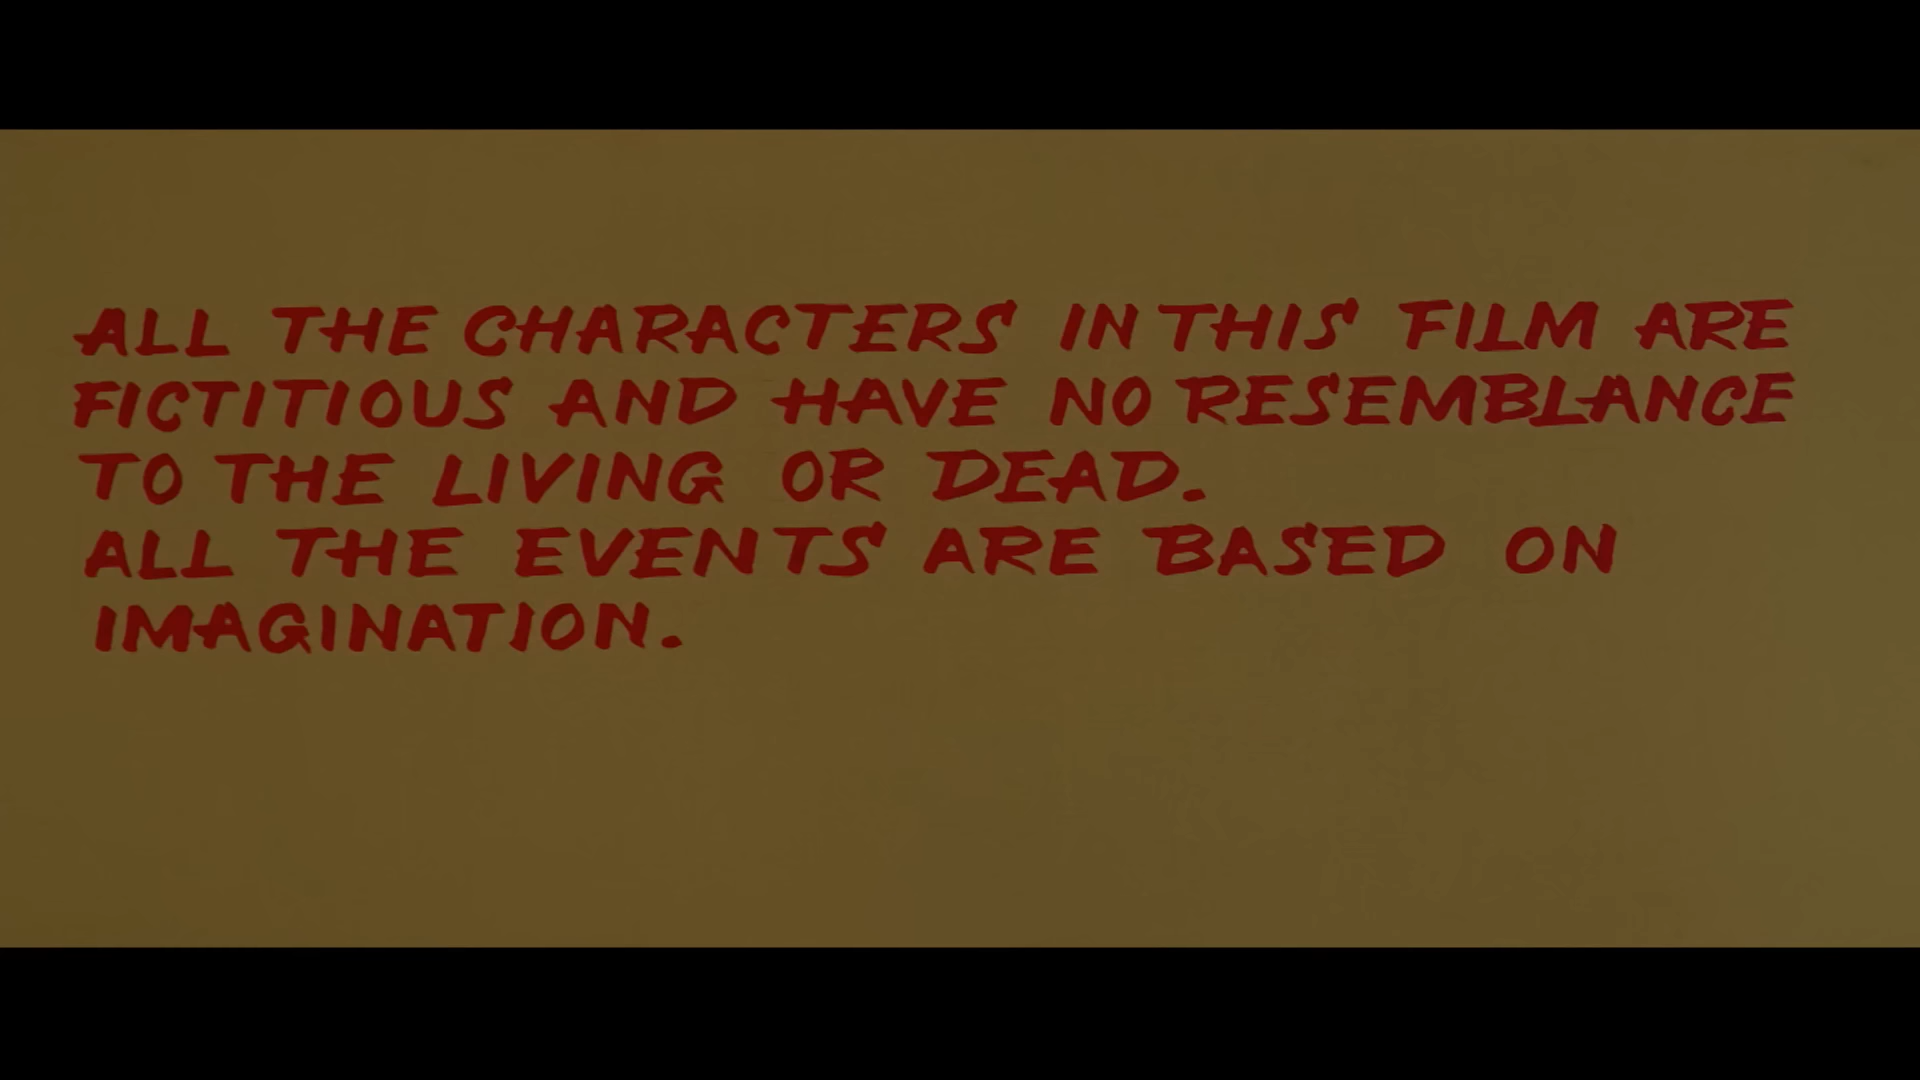 ALL THE CHARACTERS IN THIS FILM ARE
FICTITIOUS AND HAVE NO RESEMBLANCE
TO THE LIVING OR DEAD.
ALL THE EVENTS ARE BASED ON
IMAGINATION.